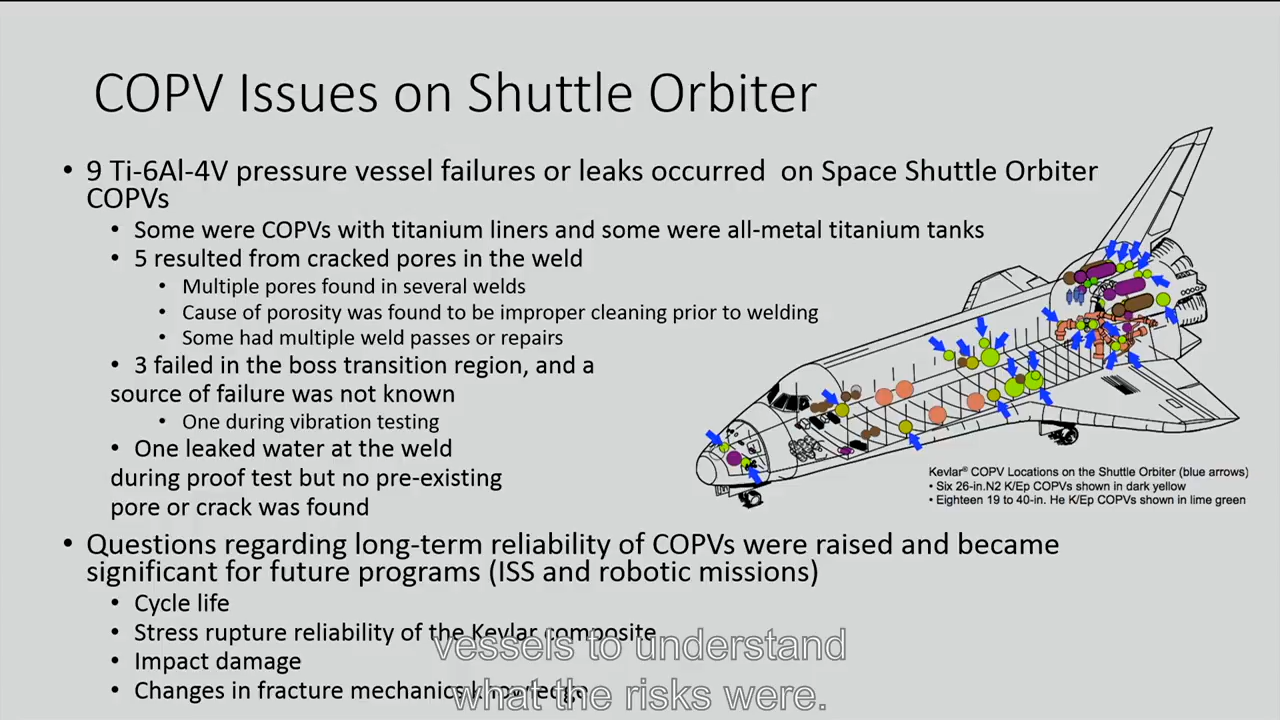 COPV Issues on Shuttle Orbiter
• 9 Ti-6Al-4V pressure vessel failures or leaks occurred on Space Shuttle Orbiter
COPVs
• Some were COPVs with titanium liners and some were all-metal titanium tanks
• 5 resulted from cracked pores in the weld
• Multiple pores found in several welds
• Cause of porosity was found to be improper cleaning prior to welding
• Some had multiple weld passes or repairs
• 3 failed in the boss transition region, and a
source of failure was not known
• One during vibration testing
• One leaked water at the weld
during proof test but no pre-existing
pore or crack was found
Kevlar® COPV Locations on the Shuttle Orbiter (blue arrows)
• Six 26-in.N2 K/Ep COPVs shown in dark yellow
• Eighteen 19 to 40-in. He K/Ep COPVs shown in lime green
• Questions regarding long-term reliability of COPVs were raised and became
significant for future programs (ISS and robotic missions)
• Cycle life
• Stress rupture reliability of the Kevlar composite
• Impact damage
• Changes in fracture mechanics knowledge
vessels to understand
what the risks were.